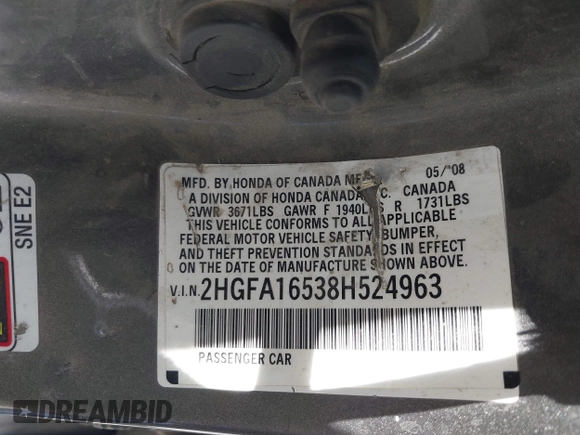 MFD. BY HONDA OF CANADA MFG. 05/'08
A DIVISION OF HONDA CANADA INC. CANADA
GVWR 3671LBS GAWR F 1940LBS R 1731LBS
THIS VEHICLE CONFORMS TO ALL APPLICABLE
FEDERAL MOTOR VEHICLE SAFETY, BUMPER,
AND THEFT PREVENTION STANDARDS IN EFFECT
ON THE DATE OF MANUFACTURE SHOWN ABOVE.
V.I.N. 2HGFA16538H524963
PASSENGER CAR
SNE E2
DREAMBID